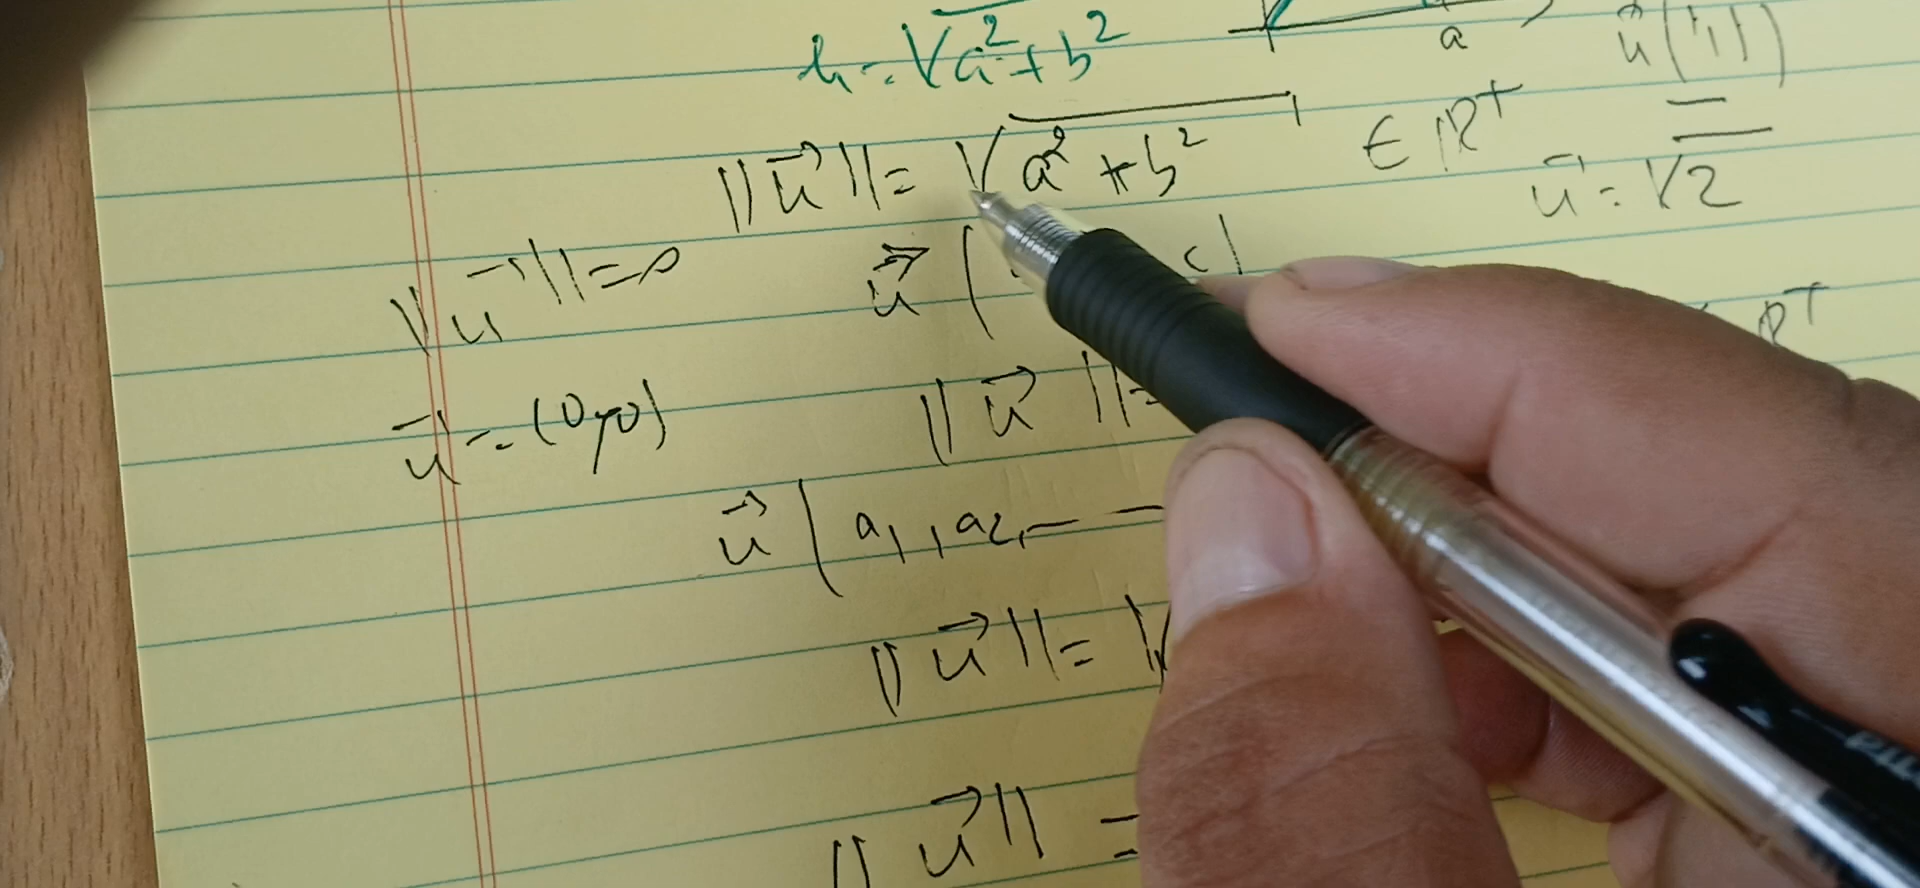 h = √a² + b²
a
u⃗(1,1)
||u⃗|| = √a² + b² ∈ ℝ⁺
u⃗ = √2
||u⃗|| = 0
u⃗ ( c)
ℝ⁺
u⃗ = (0,0)
||u⃗|| =
u⃗ (a₁, a₂, — —
||u⃗|| = √
||u⃗|| =